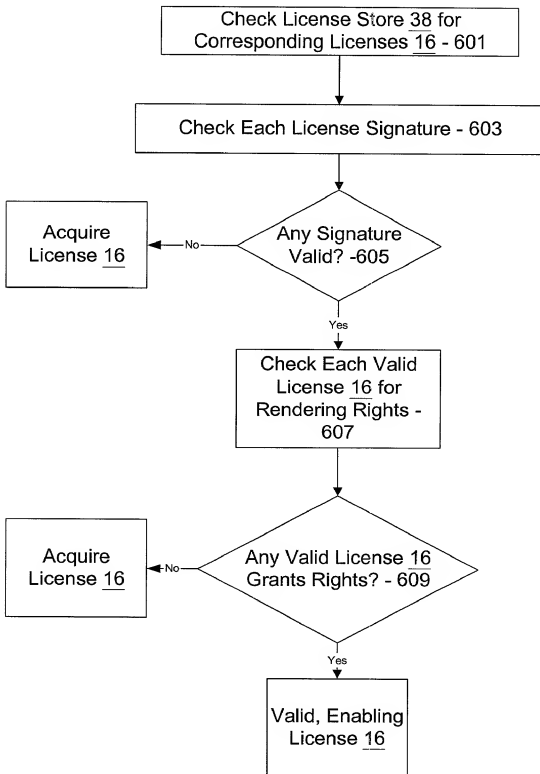 Check License Store 38 for
Corresponding Licenses 16 - 601
Check Each License Signature - 603
Any Signature
Valid? -605
No
Acquire
License 16
Yes
Check Each Valid
License 16 for
Rendering Rights -
607
Any Valid License 16
Grants Rights? - 609
No
Acquire
License 16
Yes
Valid, Enabling
License 16